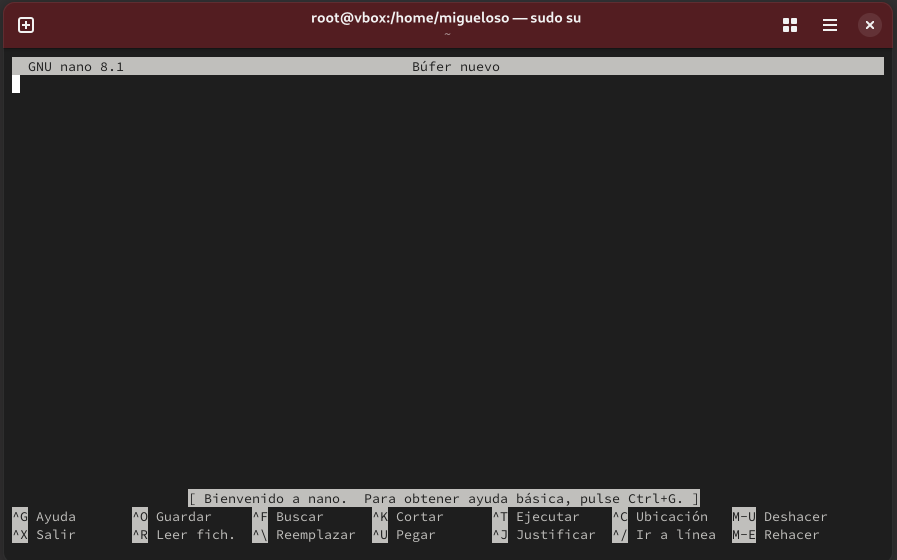 root@vbox:/home/migueloso — sudo su
~
GNU nano 8.1 Búfer nuevo
[ Bienvenido a nano.  Para obtener ayuda básica, pulse Ctrl+G. ]
^G Ayuda ^O Guardar ^F Buscar ^K Cortar ^T Ejecutar ^C Ubicación M-U Deshacer
^X Salir ^R Leer fich. ^\ Reemplazar ^U Pegar ^J Justificar ^/ Ir a línea M-E Rehacer